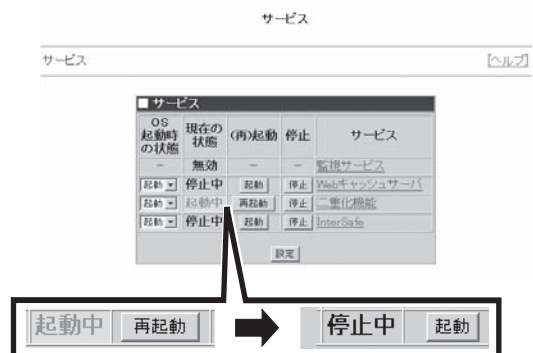 サービス
サービス [ヘルプ]
■ サービス
OS起動時の状態 現在の状態 (再)起動 停止 サービス
- 無効 - - 監視サービス
起動 停止中 起動 停止 Webキャッシュサーバ
起動 起動中 再起動 停止 二重化機能
起動 停止中 起動 停止 InterSafe
設定
起動中 再起動 停止中 起動